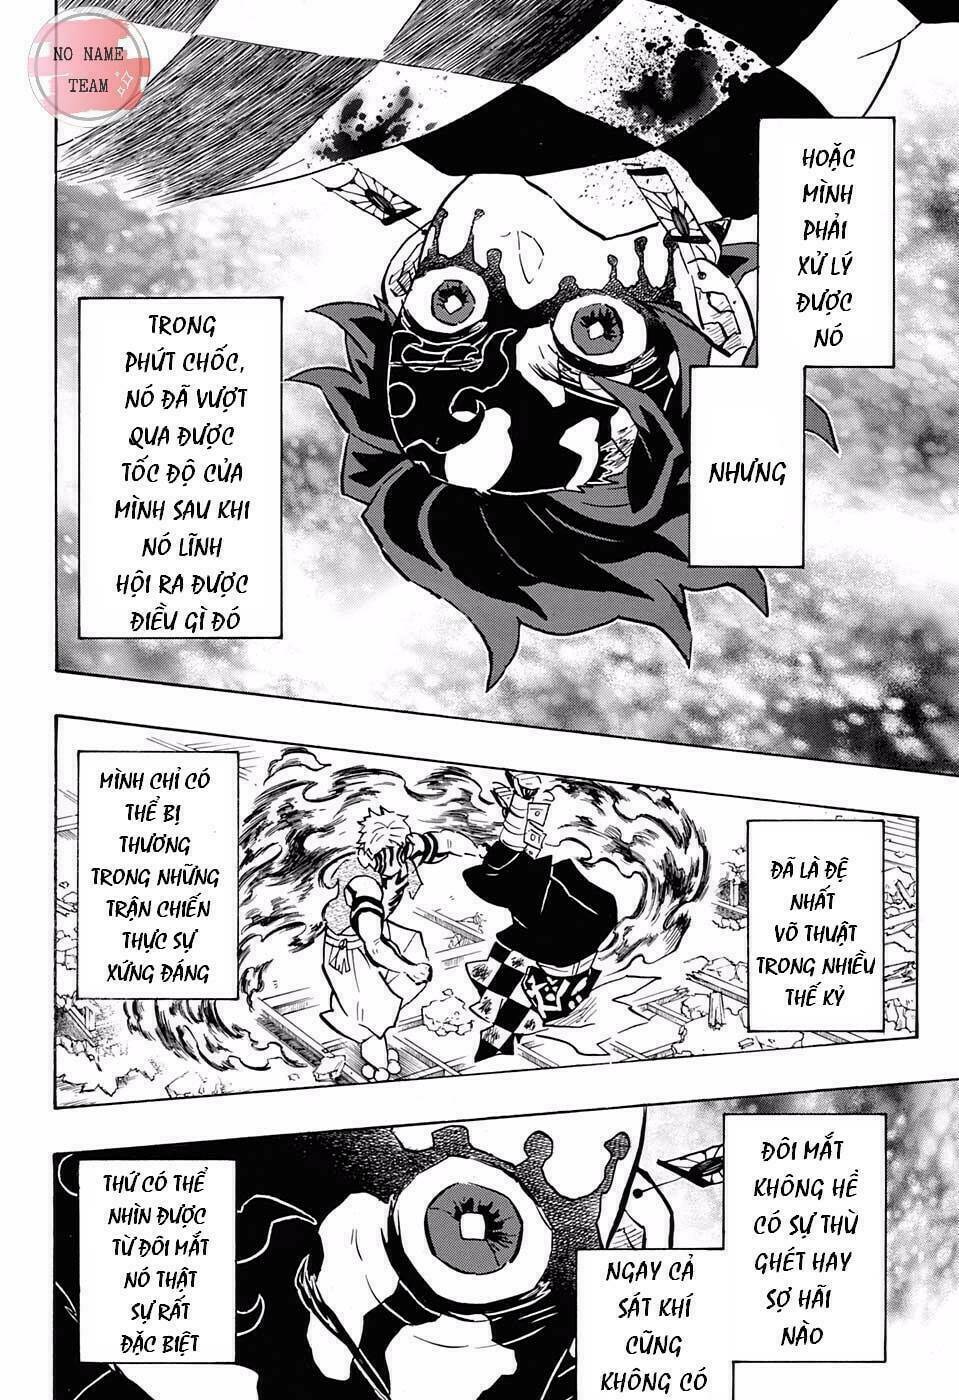 NO NAME
TEAM
HOẶC
MÌNH
PHẢI
XỬ LÝ
ĐƯỢC
NÓ
NHƯNG
TRONG
PHÚT CHỐC,
NÓ ĐÃ VƯỢT
QUA ĐƯỢC
TỐC ĐỘ CỦA
MÌNH SAU KHI
NÓ LĨNH
HỘI RA ĐƯỢC
ĐIỀU GÌ ĐÓ
ĐÃ LÀ ĐỆ
NHẤT
VÕ THUẬT
TRONG NHIỀU
THẾ KỶ
MÌNH CHỈ CÓ
THỂ BỊ
THƯƠNG
TRONG NHỮNG
TRẬN CHIẾN
THỰC SỰ
XỨNG ĐÁNG
ĐÔI MẮT
KHÔNG HỀ
CÓ SỰ THÙ
GHÉT HAY
SỢ HÃI
NÀO
NGAY CẢ
SÁT KHÍ
CŨNG
KHÔNG CÓ
THỨ CÓ THỂ
NHÌN ĐƯỢC
TỪ ĐÔI MẮT
NÓ THẬT
SỰ RẤT
ĐẶC BIỆT